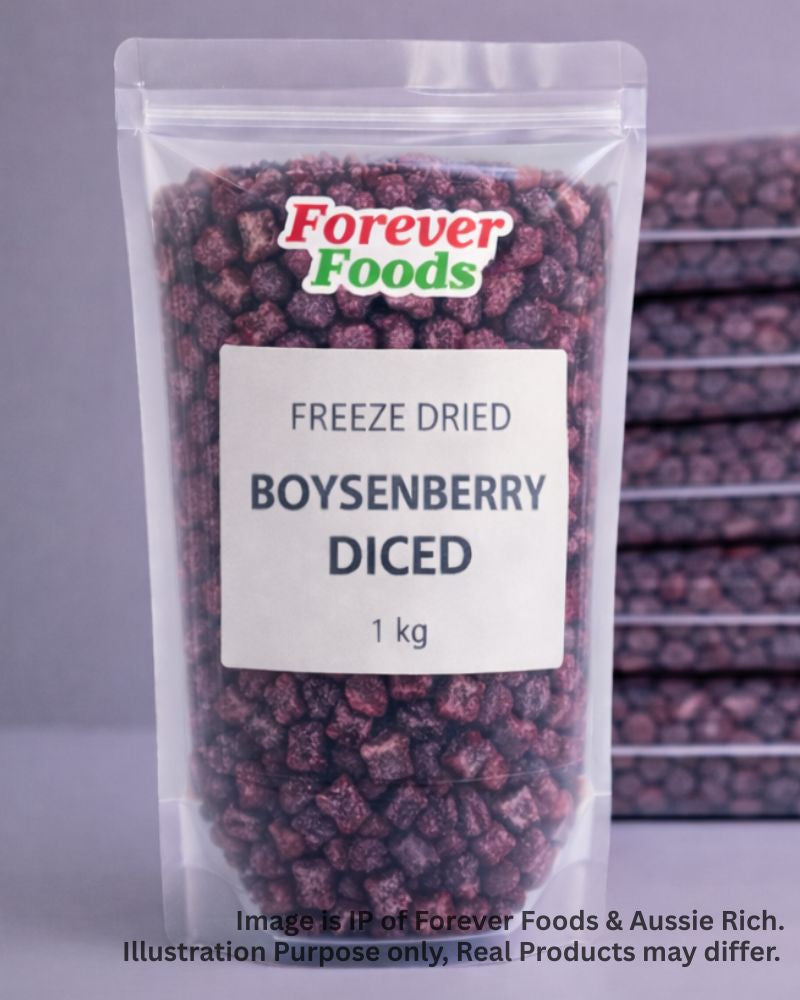 Forever
Foods
FREEZE DRIED
BOYSENBERRY
DICED
1 kg
Image is IP of Forever Foods & Aussie Rich.
Illustration Purpose only, Real Products may differ.